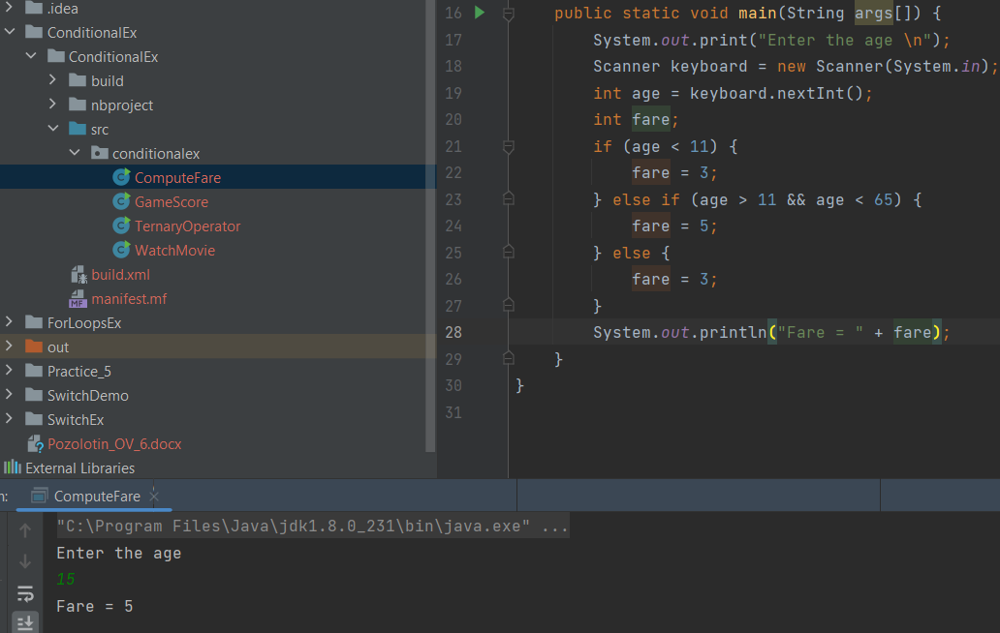 .idea
ConditionalEx
ConditionalEx
build
nbproject
src
conditionalex
ComputeFare
GameScore
TernaryOperator
WatchMovie
build.xml
manifest.mf
ForLoopsEx
out
Practice_5
SwitchDemo
SwitchEx
Pozolotin_OV_6.docx
External Libraries
16 public static void main(String args[]) {
17 System.out.print("Enter the age \n");
18 Scanner keyboard = new Scanner(System.in);
19 int age = keyboard.nextInt();
20 int fare;
21 if (age < 11) {
22 fare = 3;
23 } else if (age > 11 && age < 65) {
24 fare = 5;
25 } else {
26 fare = 3;
27 }
28 System.out.println("Fare = " + fare);
29 }
30 }
31
n: ComputeFare
"C:\Program Files\Java\jdk1.8.0_231\bin\java.exe" ...
Enter the age
15
Fare = 5